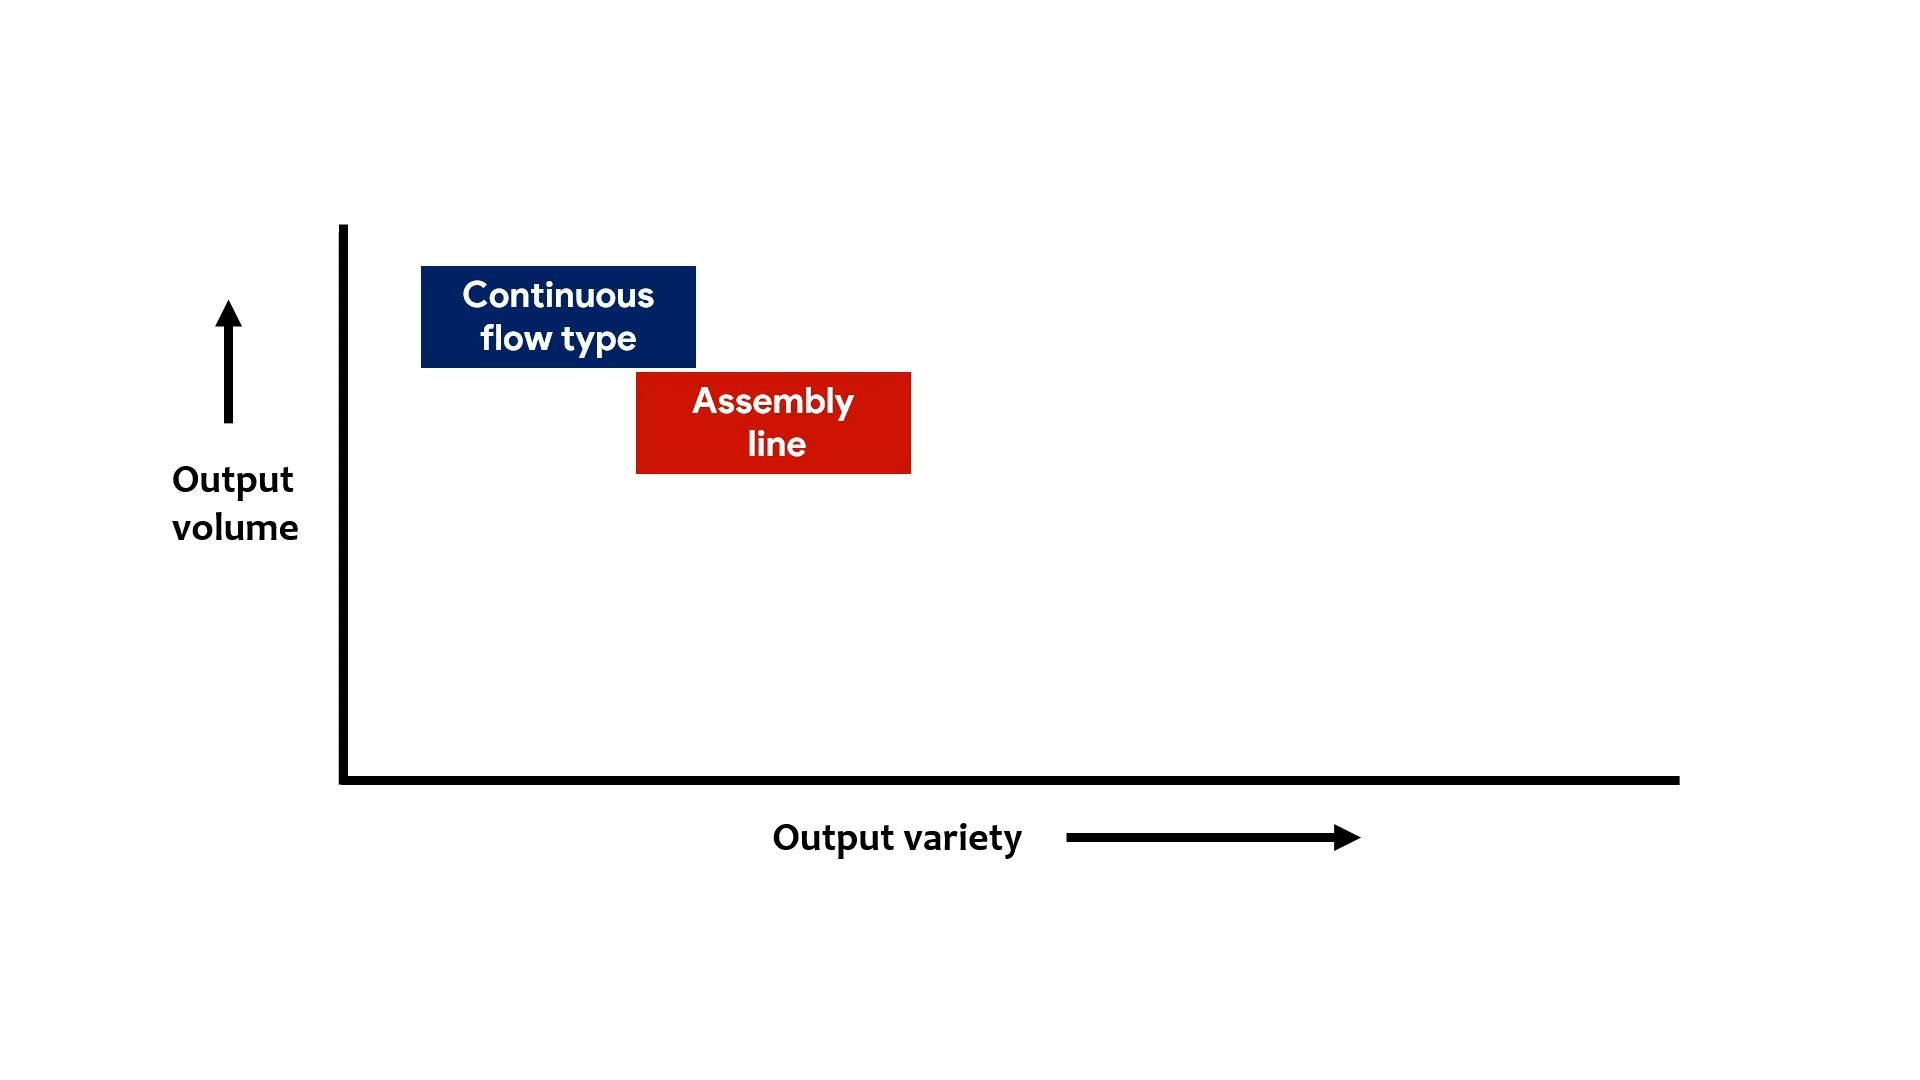 Continuous
flow type
Assembly
line
Output
volume
Output variety